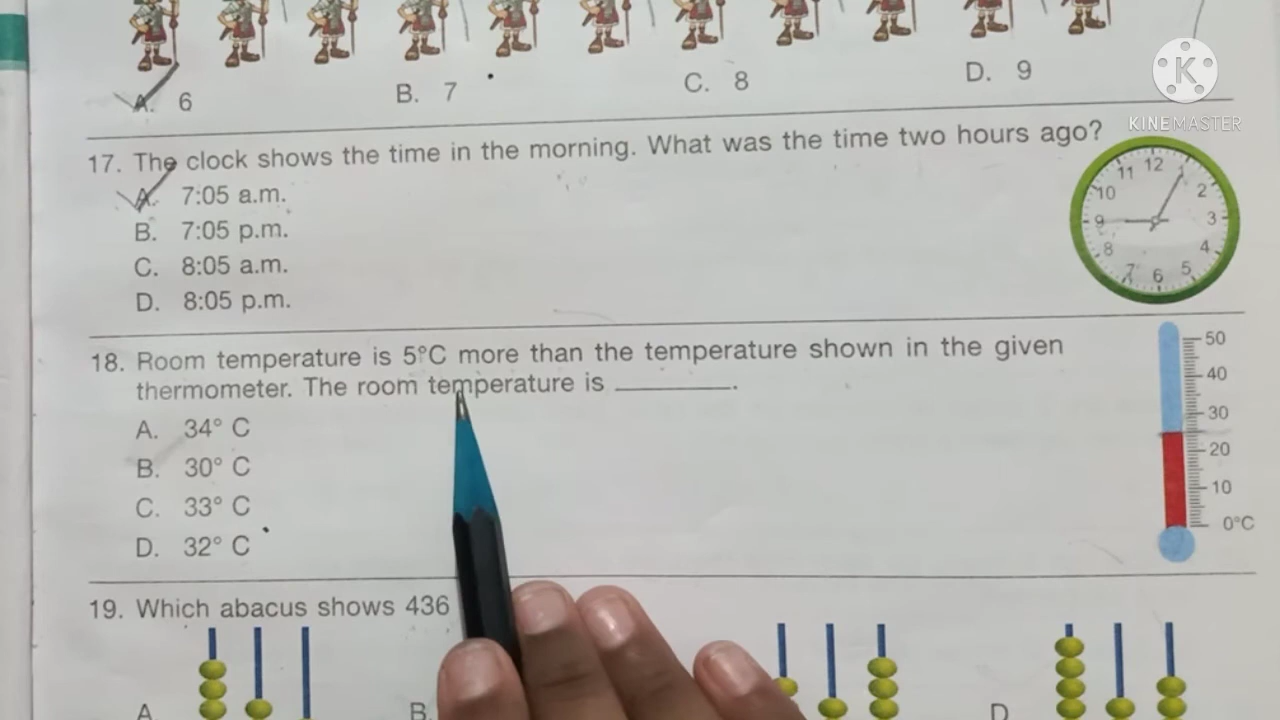 A. 6 B. 7 C. 8 D. 9
K
KINEMASTER
17. The clock shows the time in the morning. What was the time two hours ago?
A. 7:05 a.m.
B. 7:05 p.m.
C. 8:05 a.m.
D. 8:05 p.m.
11 12 2 3 4 5 6 7 8 9 10
18. Room temperature is 5°C more than the temperature shown in the given
thermometer. The room temperature is ________.
A. 34° C
B. 30° C
C. 33° C
D. 32° C
50
40
30
20
10
0°C
19. Which abacus shows 436
A B. D